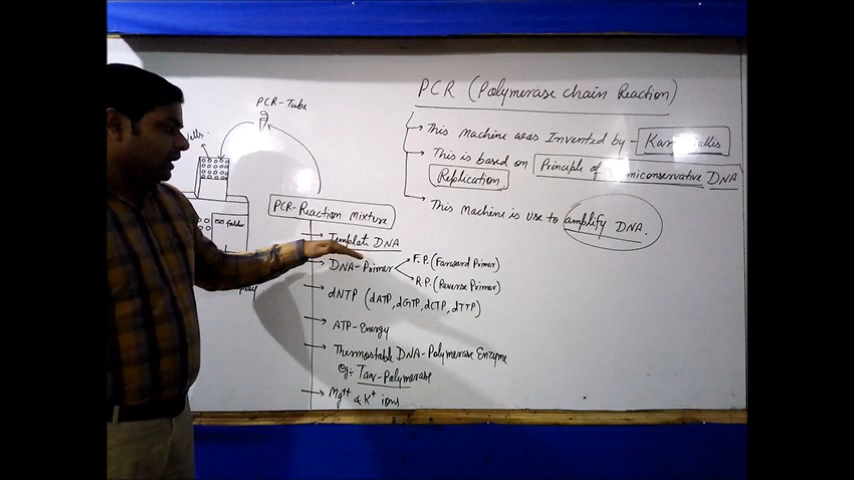 PCR (Polymerase chain Reaction)
This Machine was Invented by - Kary Mullis
This is based on Principle of Semiconservative DNA
Replication
This Machine is use to amplify DNA.
PCR-Tube
Wells
PCR-Reaction mixture
Template DNA
DNA-Primer
F.P. (Forward Primer)
R.P. (Reverse Primer)
dNTP (dATP, dGTP, dCTP, dTTP)
ATP-Energy
Thermostable DNA-Polymerase Enzyme
eg:- Taq-Polymerase
Mg++ & K+ ions